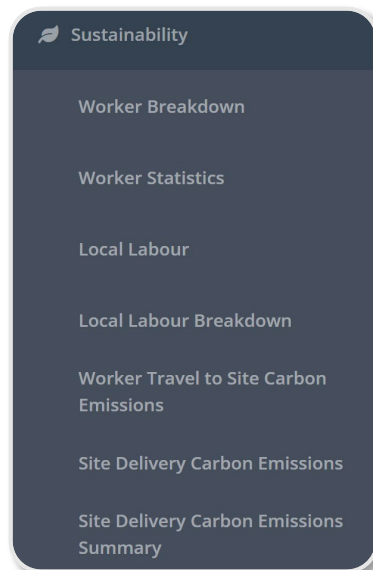 Sustainability
Worker Breakdown
Worker Statistics
Local Labour
Local Labour Breakdown
Worker Travel to Site Carbon
Emissions
Site Delivery Carbon Emissions
Site Delivery Carbon Emissions
Summary